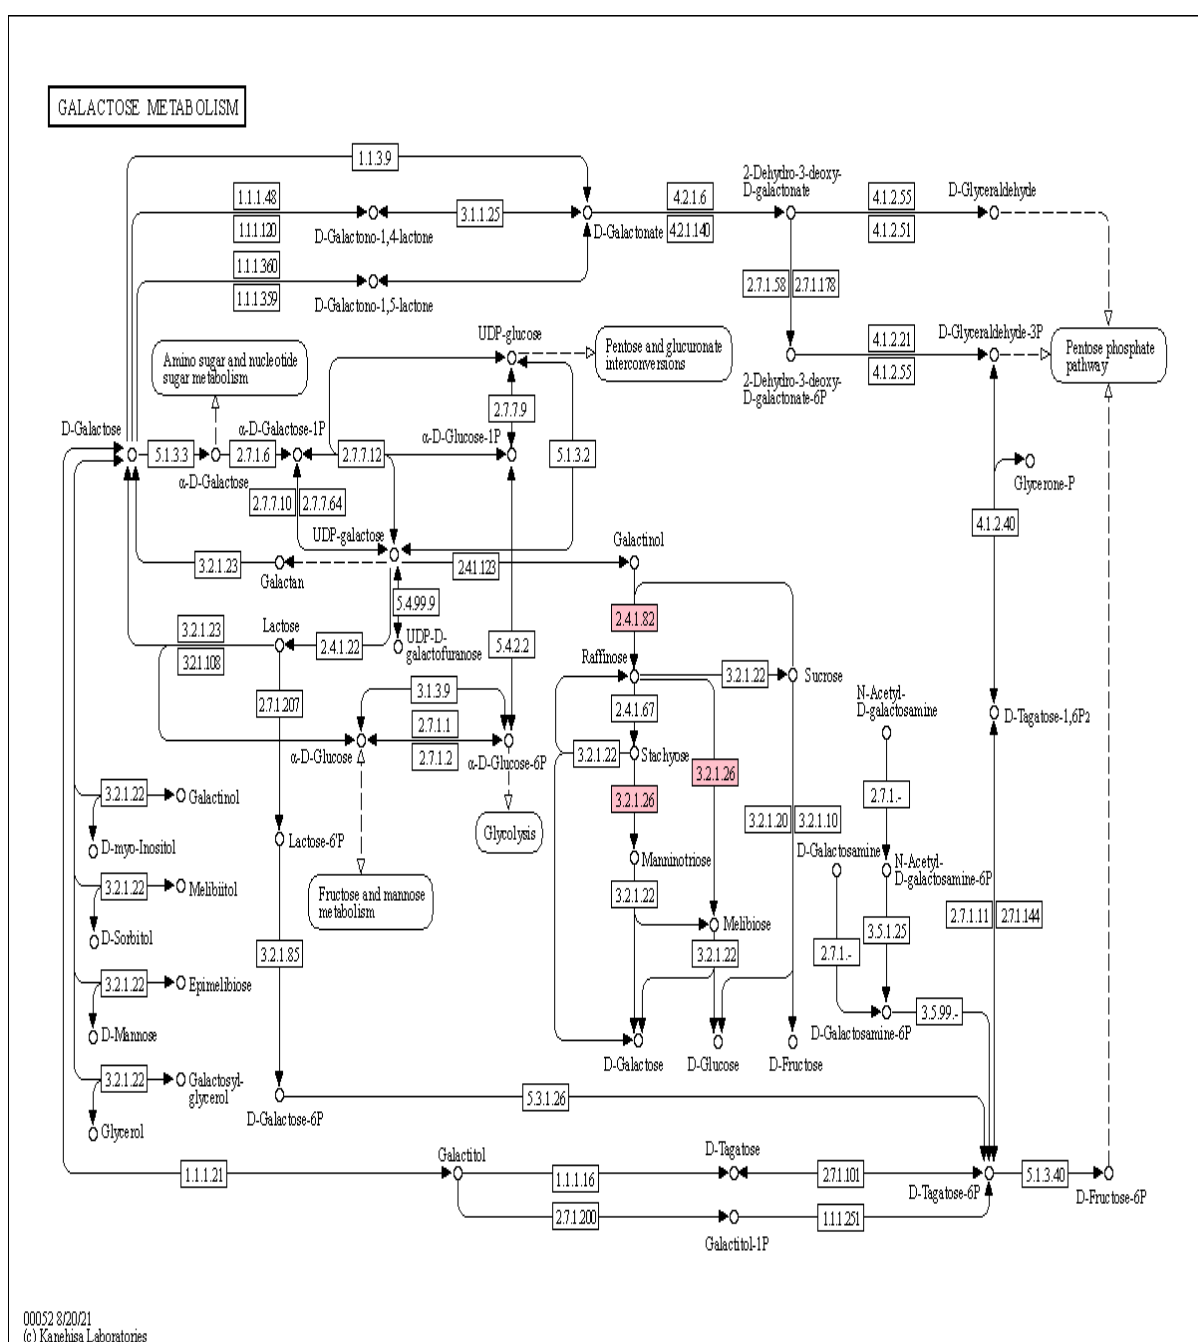 GALACTOSE METABOLISM
1.1.3.9
1.1.1.48
1.1.1.120
D-Galactono-1,4-lactone
3.1.1.25
D-Galactonate
4.2.1.6
4.2.1.140
2-Dehydro-3-deoxy-
D-galactonate
4.1.2.55
4.1.2.51
D-Glyceraldehyde
1.1.1.360
1.1.1.359
D-Galactono-1,5-lactone
2.7.1.58
2.7.1.178
UDP-glucose
Pentose and glucuronate
interconversions
Amino sugar and nucleotide
sugar metabolism
2-Dehydro-3-deoxy-
D-galactonate-6P
4.1.2.21
4.1.2.55
D-Glyceraldehyde-3P
Pentose phosphate
pathway
D-Galactose
5.1.3.3
α-D-Galactose
2.7.1.6
α-D-Galactose-1P
2.7.7.12
2.7.7.9
α-D-Glucose-1P
5.1.3.2
2.7.7.10
2.7.7.64
UDP-galactose
Glycerone-P
4.1.2.40
3.2.1.23
Galactan
2.4.1.123
Galactinol
5.4.99.9
UDP-D-
galactofuranose
3.2.1.23
3.2.1.108
Lactose
2.4.1.22
5.4.2.2
2.4.1.82
Raffinose
3.2.1.22
Sucrose
2.7.1.207
3.1.3.9
2.7.1.1
2.7.1.2
α-D-Glucose
α-D-Glucose-6P
2.4.1.67
3.2.1.22
Stachyose
3.2.1.26
3.2.1.26
N-Acetyl-
D-galactosamine
D-Tagatose-1,6P2
3.2.1.22
Galactinol
D-myo-Inositol
Lactose-6'P
Glycolysis
Fructose and mannose
metabolism
Manninotriose
3.2.1.22
3.2.1.20
3.2.1.10
2.7.1.-
D-Galactosamine
N-Acetyl-
D-galactosamine-6P
3.2.1.22
Melibiitol
D-Sorbitol
Melibiose
3.2.1.22
3.5.1.25
2.7.1.-
2.7.1.11
2.7.1.144
3.2.1.85
3.2.1.22
Epimelibiose
D-Mannose
D-Galactose
D-Glucose
D-Fructose
D-Galactosamine-6P
3.5.99.-
3.2.1.22
Galactosyl-
glycerol
Glycerol
D-Galactose-6P
5.3.1.26
1.1.1.21
Galactitol
1.1.1.16
D-Tagatose
2.7.1.101
D-Tagatose-6P
5.1.3.40
D-Fructose-6P
2.7.1.200
Galactitol-1P
1.1.1.251
00052 8/20/21
(c) Kanehisa Laboratories